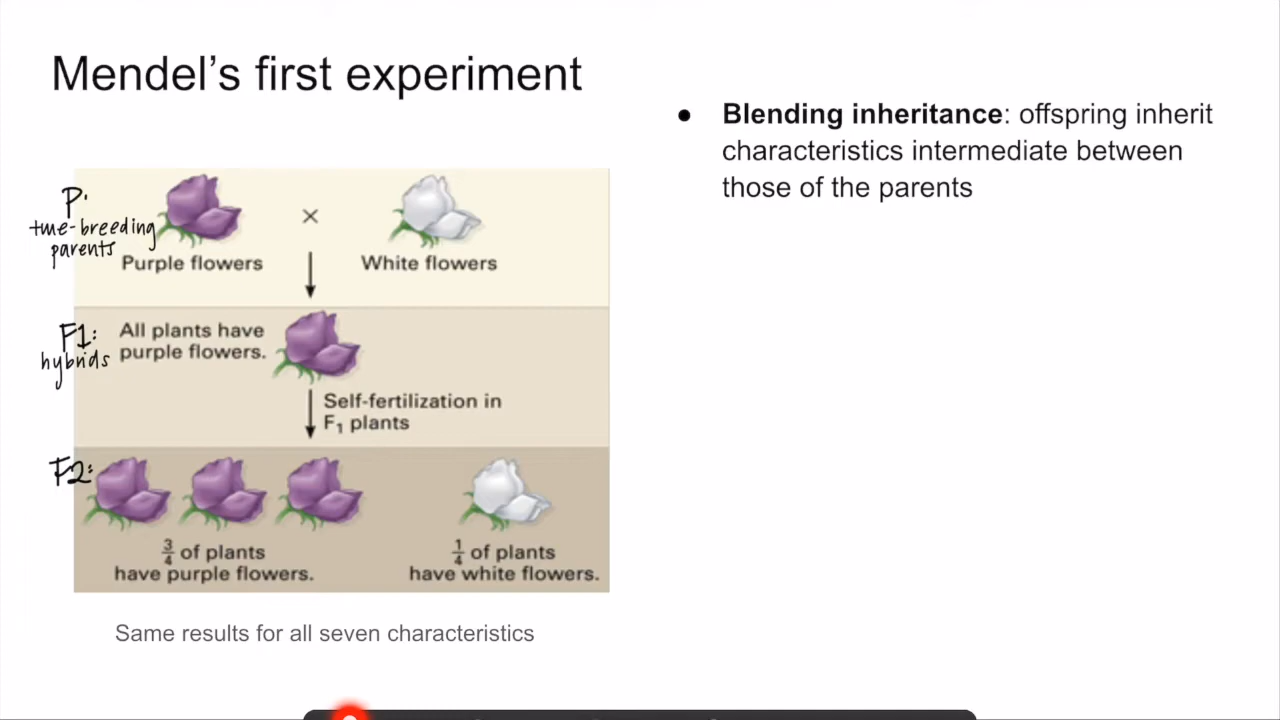 Mendel's first experiment
● Blending inheritance: offspring inherit
characteristics intermediate between
those of the parents
P:
true-breeding
parents
×
Purple flowers
White flowers
F1:
hybrids
All plants have
purple flowers.
Self-fertilization in
F₁ plants
F2:
3/4 of plants
have purple flowers.
1/4 of plants
have white flowers.
Same results for all seven characteristics